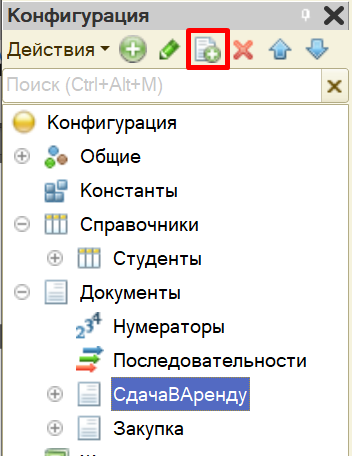 Конфигурация
Действия
Поиск (Ctrl+Alt+M)
Конфигурация
Общие
Константы
Справочники
Студенты
Документы
Нумераторы
Последовательности
СдачаВАренду
Закупка